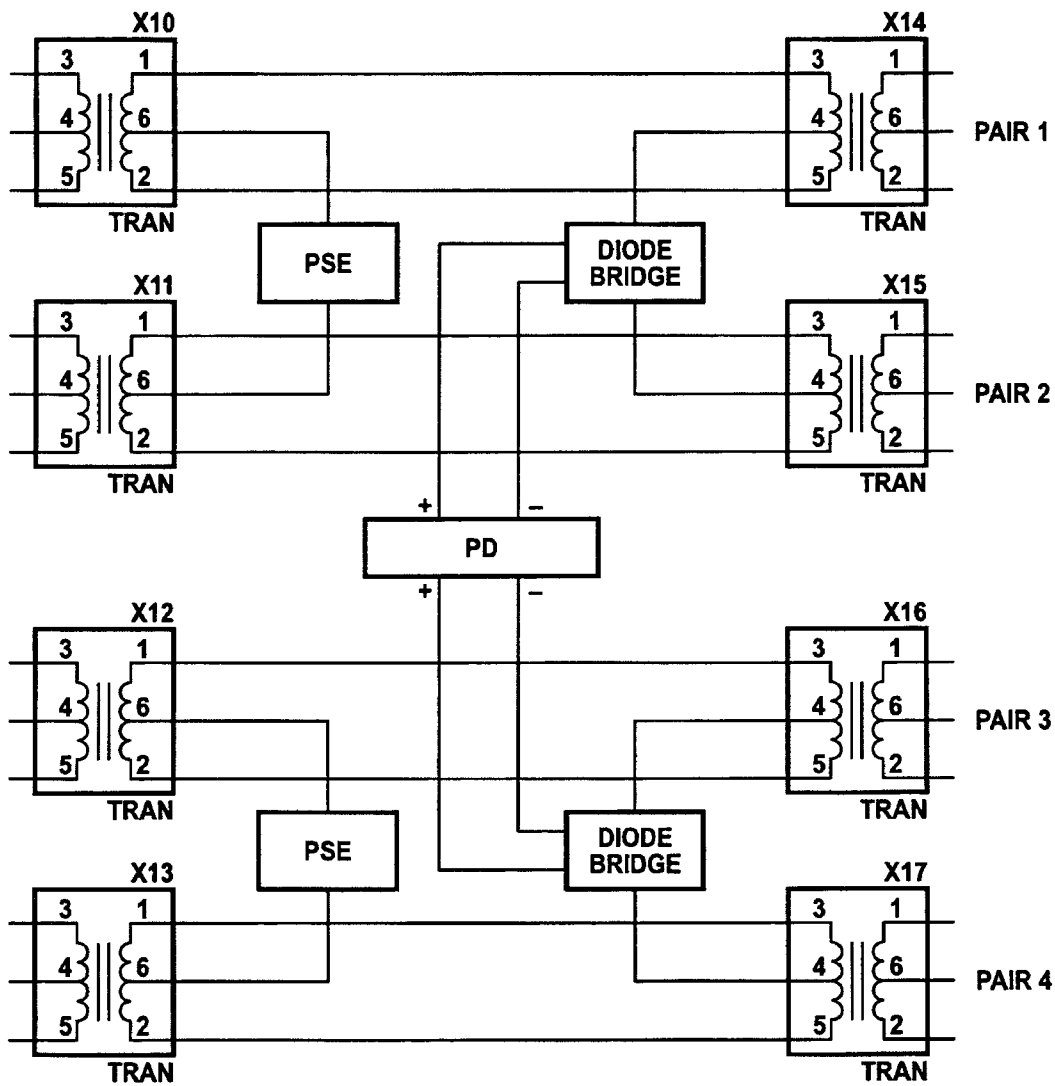 X10
3 1
4 6
5 2
TRAN
X14
3 1
4 6
5 2
TRAN
PAIR 1
PSE
DIODE
BRIDGE
X11
3 1
4 6
5 2
TRAN
X15
3 1
4 6
5 2
TRAN
PAIR 2
+ −
PD
+ −
X12
3 1
4 6
5 2
TRAN
X16
3 1
4 6
5 2
TRAN
PAIR 3
PSE
DIODE
BRIDGE
X13
3 1
4 6
5 2
TRAN
X17
3 1
4 6
5 2
TRAN
PAIR 4